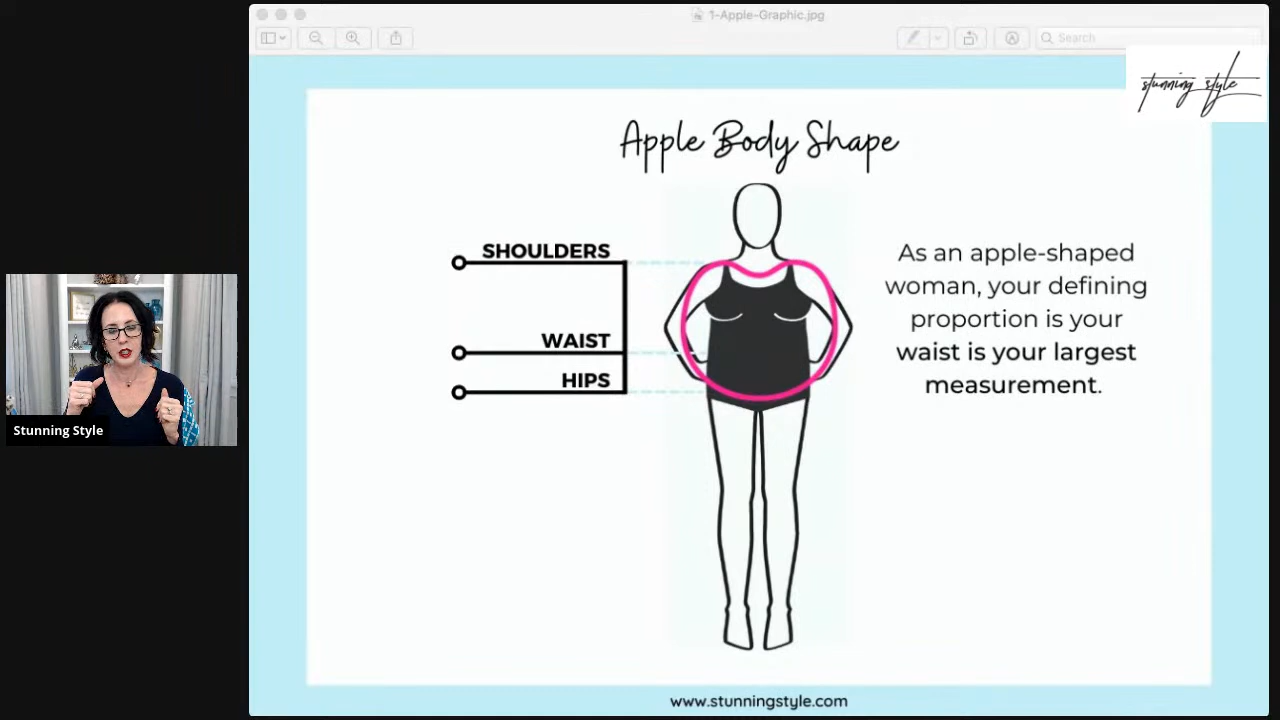 1-Apple-Graphic.jpg
Search
stunning style
Apple Body Shape
SHOULDERS
WAIST
HIPS
As an apple-shaped
woman, your defining
proportion is your
waist is your largest
measurement.
Stunning Style
www.stunningstyle.com